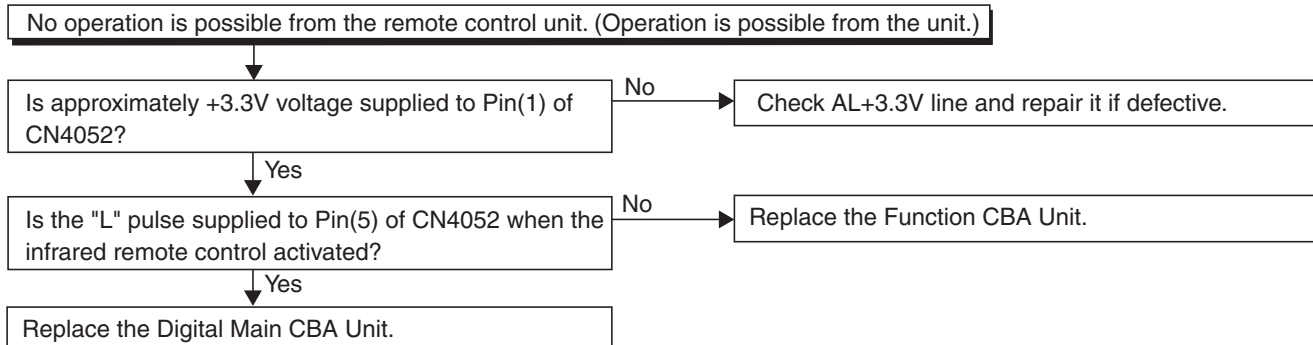 No operation is possible from the remote control unit. (Operation is possible from the unit.)
Is approximately +3.3V voltage supplied to Pin(1) of
CN4052?
No
Check AL+3.3V line and repair it if defective.
Yes
Is the "L" pulse supplied to Pin(5) of CN4052 when the
infrared remote control activated?
No
Replace the Function CBA Unit.
Yes
Replace the Digital Main CBA Unit.